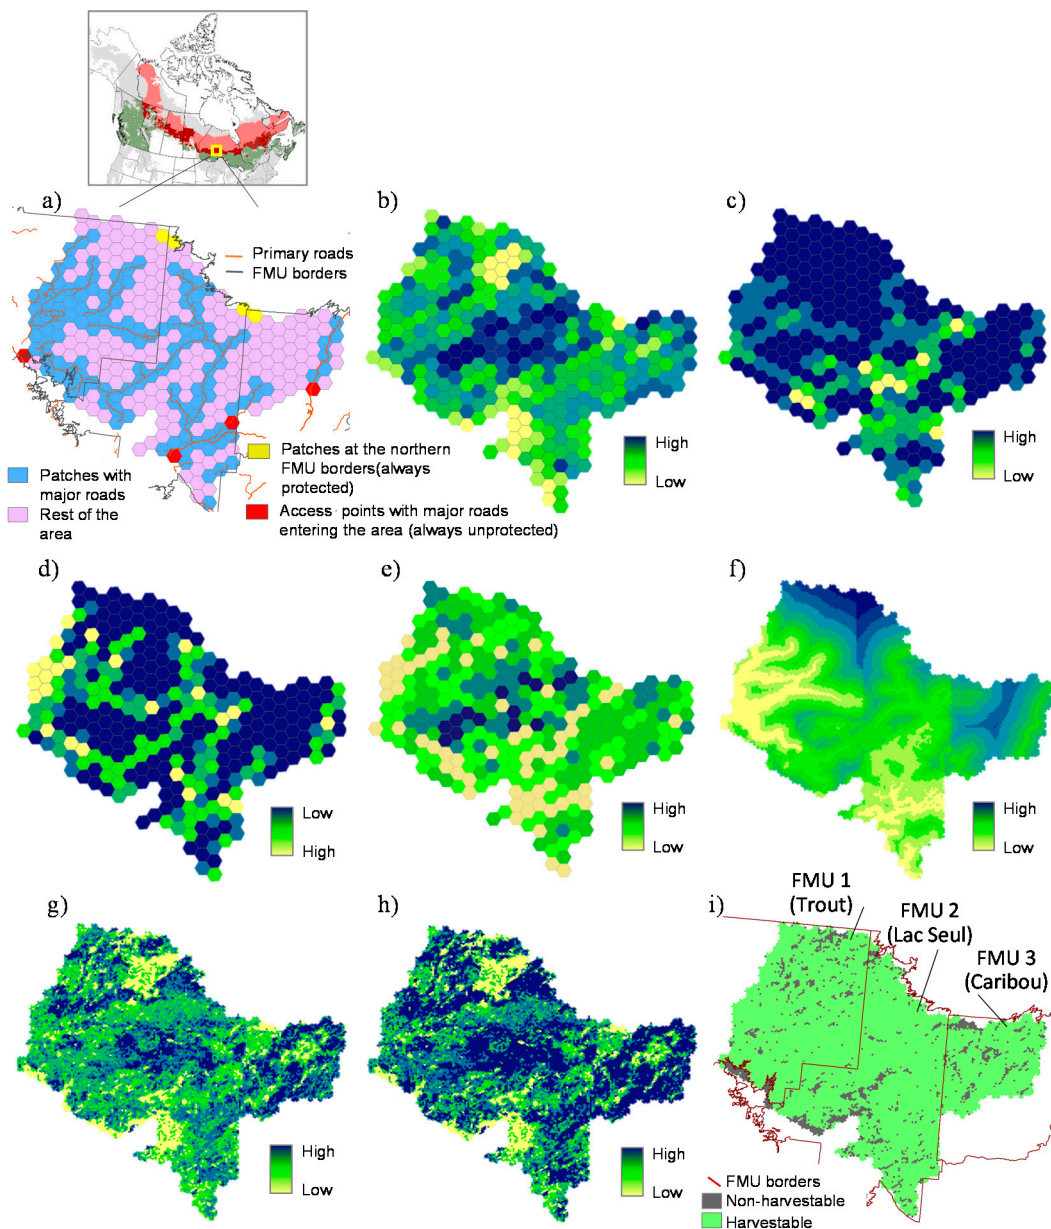 a)
Primary roads
FMU borders
Patches with
major roads
Rest of the
area
Patches at the northern
FMU borders(always
protected)
Access points with major roads
entering the area (always unprotected)
b)
High
Low
c)
High
Low
d)
Low
High
e)
High
Low
f)
High
Low
g)
High
Low
h)
High
Low
i)
FMU 1
(Trout)
FMU 2
(Lac Seul)
FMU 3
(Caribou)
FMU borders
Non-harvestable
Harvestable